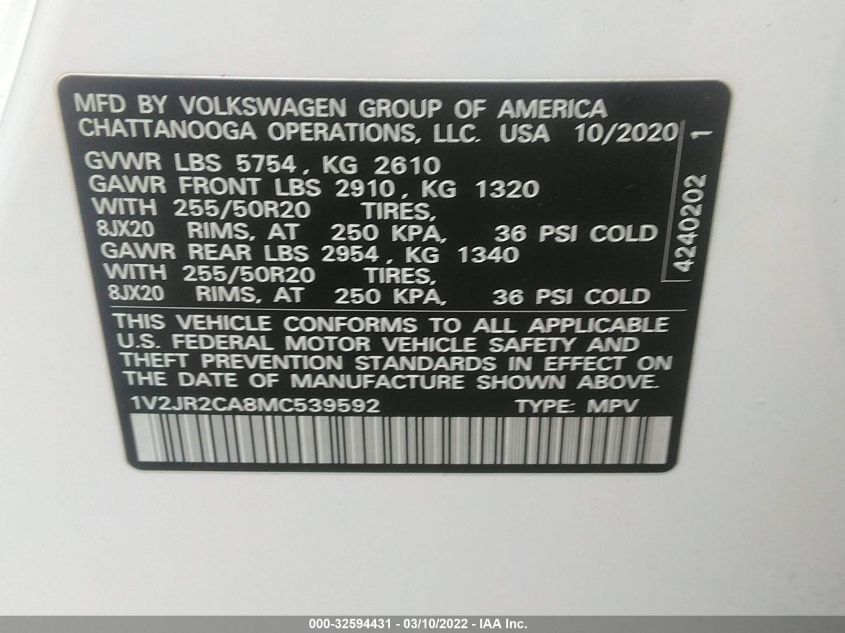 MFD BY VOLKSWAGEN GROUP OF AMERICA
CHATTANOOGA OPERATIONS, LLC. USA 10/2020
GVWR LBS 5754, KG 2610
GAWR FRONT LBS 2910, KG 1320
WITH 255/50R20 TIRES,
8JX20 RIMS, AT 250 KPA, 36 PSI COLD
GAWR REAR LBS 2954, KG 1340
WITH 255/50R20 TIRES,
8JX20 RIMS, AT 250 KPA, 36 PSI COLD
4240202 1
THIS VEHICLE CONFORMS TO ALL APPLICABLE
U.S. FEDERAL MOTOR VEHICLE SAFETY AND
THEFT PREVENTION STANDARDS IN EFFECT ON
THE DATE OF MANUFACTURE SHOWN ABOVE.
1V2JR2CA8MC539592 TYPE: MPV
000-32594431 - 03/10/2022 - IAA Inc.